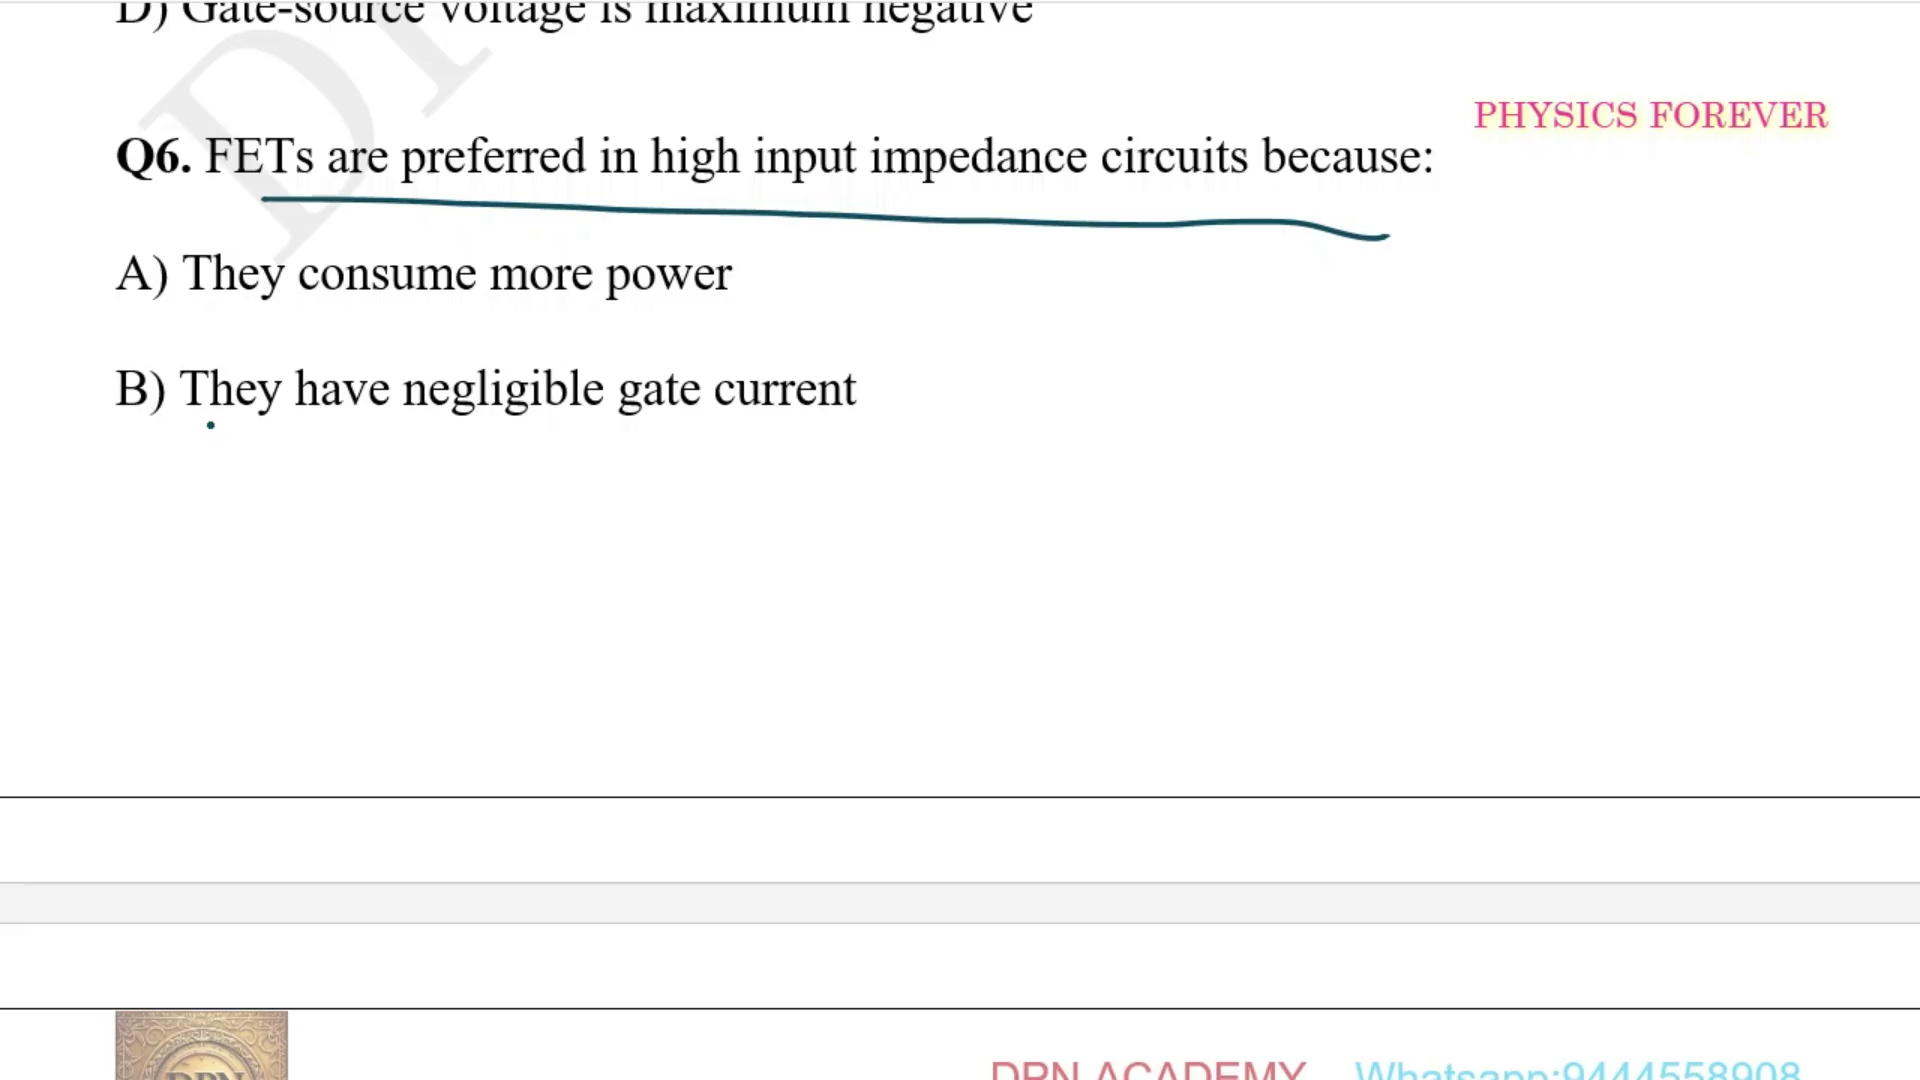 D) Gate-source voltage is maximum negative
PHYSICS FOREVER
Q6. FETs are preferred in high input impedance circuits because:
A) They consume more power
B) They have negligible gate current
DPN
DPN ACADEMY Whatsapp:9444558908